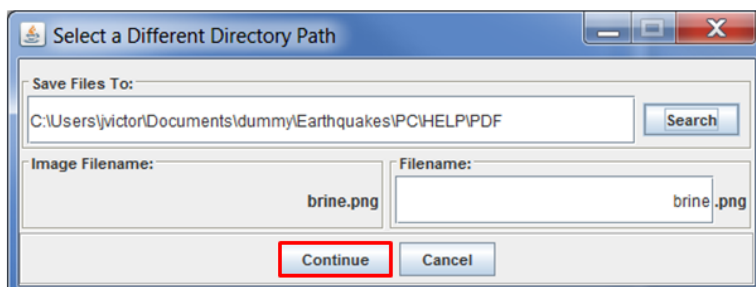 Select a Different Directory Path
Save Files To:
C:\Users\jvictor\Documents\dummy\Earthquakes\PC\HELP\PDF Search
Image Filename: Filename:
brine.png brine .png
Continue Cancel